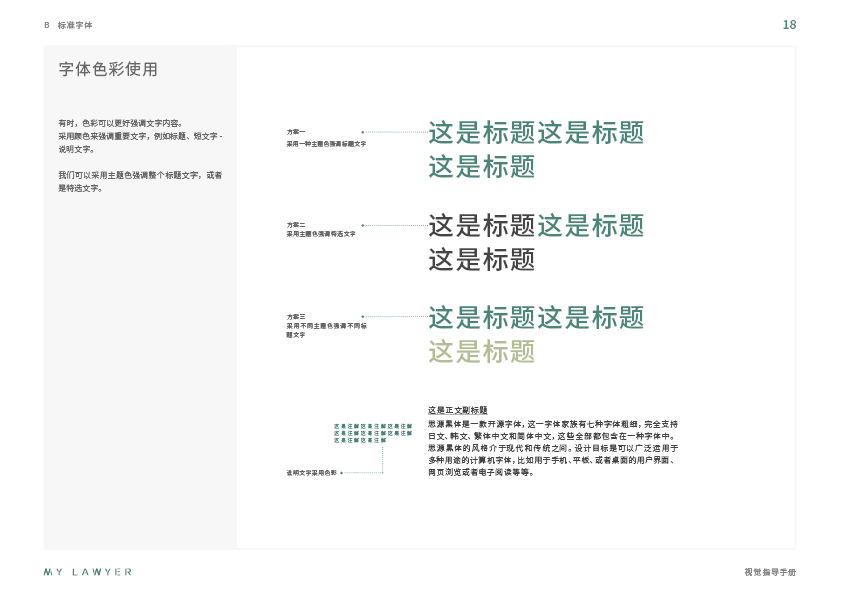 B 标准字体
18
字体色彩使用
有时，色彩可以更好强调文字内容。
采用颜色来强调重要文字，例如标题、短文字 -
说明文字。
我们可以采用主题色强调整个标题文字，或者
是特选文字。
方案一
采用一种主题色强调标题文字
这是标题这是标题
这是标题
方案二
采用主题色强调特选文字
这是标题这是标题
这是标题
方案三
采用不同主题色强调不同标
题文字
这是标题这是标题
这是标题
这是注解这是注解这是注解
这是注解这是注解这是注解
这是注解这是注解
说明文字采用色彩
这是正文副标题
思源黑体是一款开源字体，这一字体家族有七种字体粗细，完全支持
日文、韩文、繁体中文和简体中文，这些全部都包含在一种字体中。
思源黑体的风格介于现代和传统之间。设计目标是可以广泛运用于
多种用途的计算机字体，比如用于手机、平板、或者桌面的用户界面、
网页浏览或者电子阅读等等。
MY LAWYER
视觉指导手册